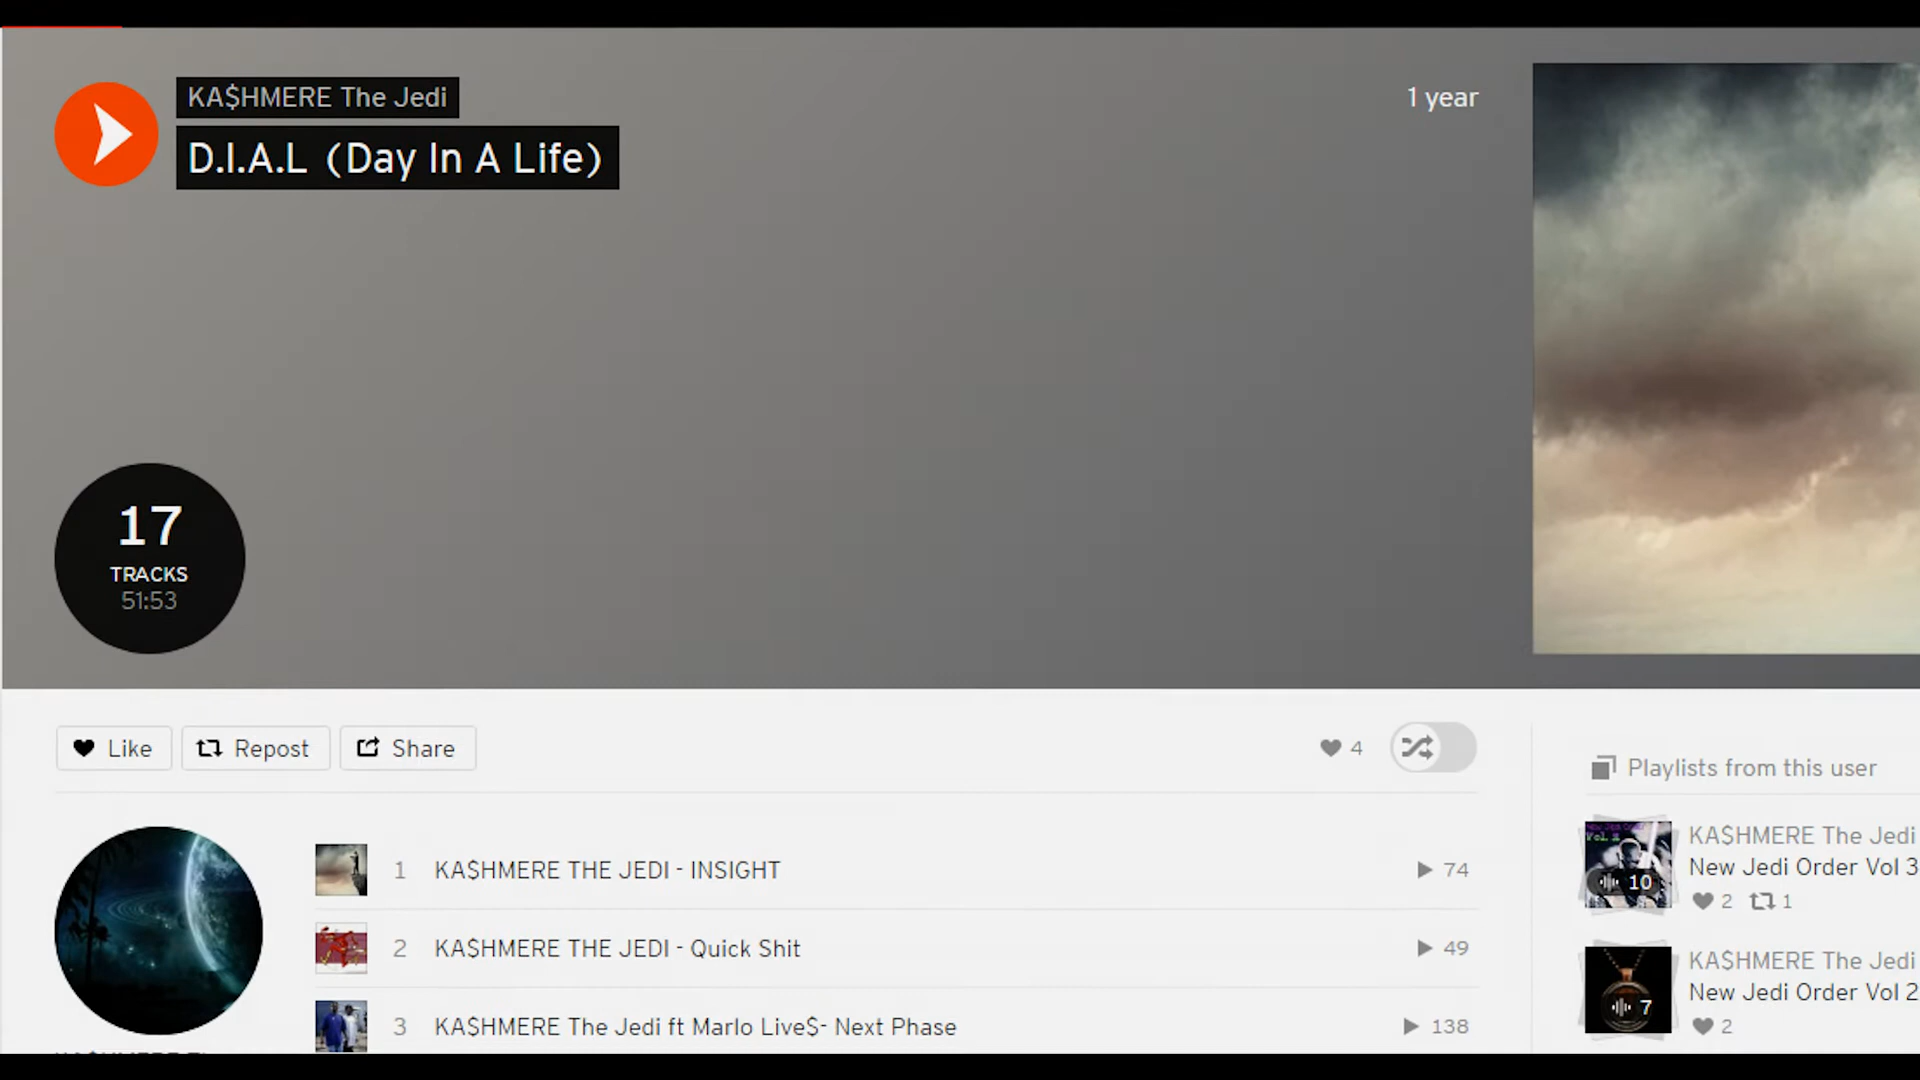 KA$HMERE The Jedi
D.I.A.L (Day In A Life)
1 year
17
TRACKS
51:53
Like
Repost
Share
4
1 KA$HMERE THE JEDI - INSIGHT 74
2 KA$HMERE THE JEDI - Quick Shit 49
3 KA$HMERE The Jedi ft Marlo Live$- Next Phase 138
Playlists from this user
10
KA$HMERE The Jedi
New Jedi Order Vol 3
2 1
7
KA$HMERE The Jedi
New Jedi Order Vol 2
2